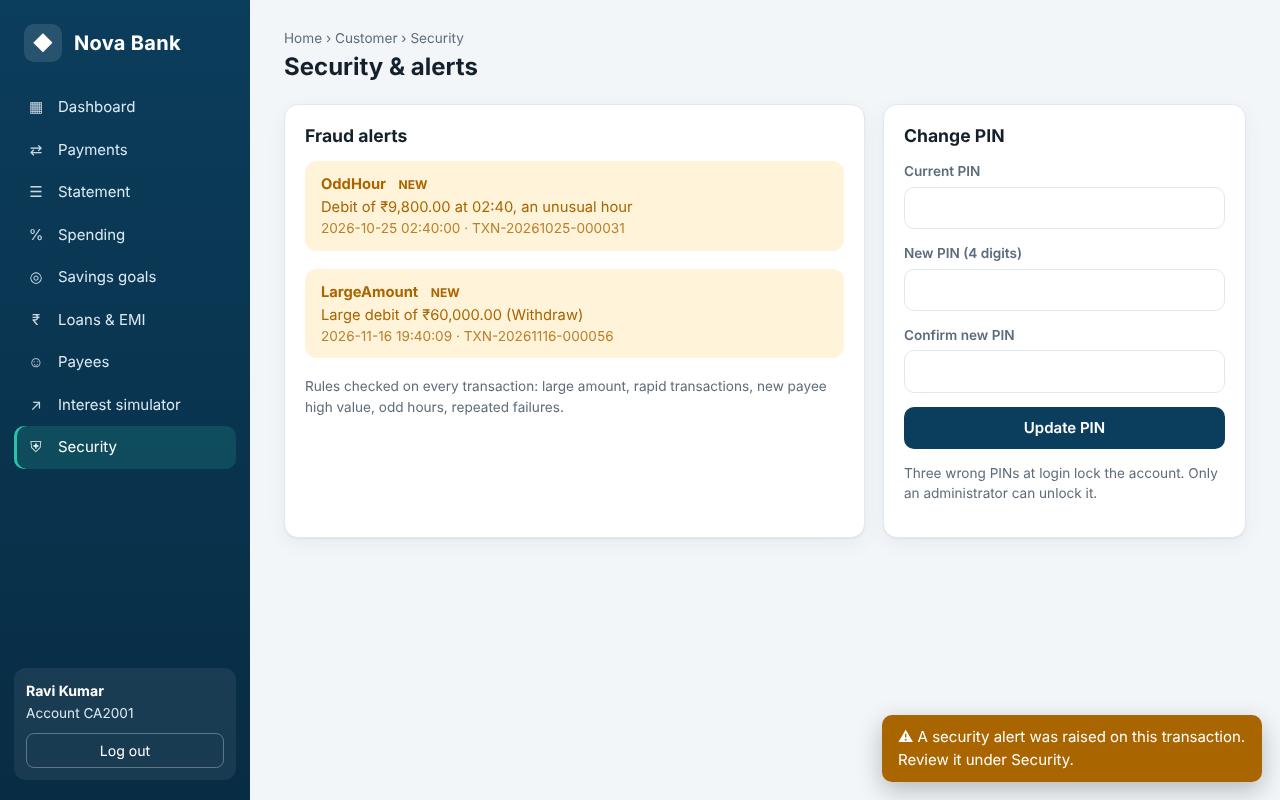 Nova Bank
Dashboard
Payments
Statement
% Spending
Savings goals
₹ Loans & EMI
Payees
Interest simulator
Security
Ravi Kumar
Account CA2001
Log out
Home › Customer › Security
Security & alerts
Fraud alerts
OddHour NEW
Debit of ₹9,800.00 at 02:40, an unusual hour
2026-10-25 02:40:00 · TXN-20261025-000031
LargeAmount NEW
Large debit of ₹60,000.00 (Withdraw)
2026-11-16 19:40:09 · TXN-20261116-000056
Rules checked on every transaction: large amount, rapid transactions, new payee
high value, odd hours, repeated failures.
Change PIN
Current PIN
New PIN (4 digits)
Confirm new PIN
Update PIN
Three wrong PINs at login lock the account. Only
an administrator can unlock it.
⚠ A security alert was raised on this transaction.
Review it under Security.